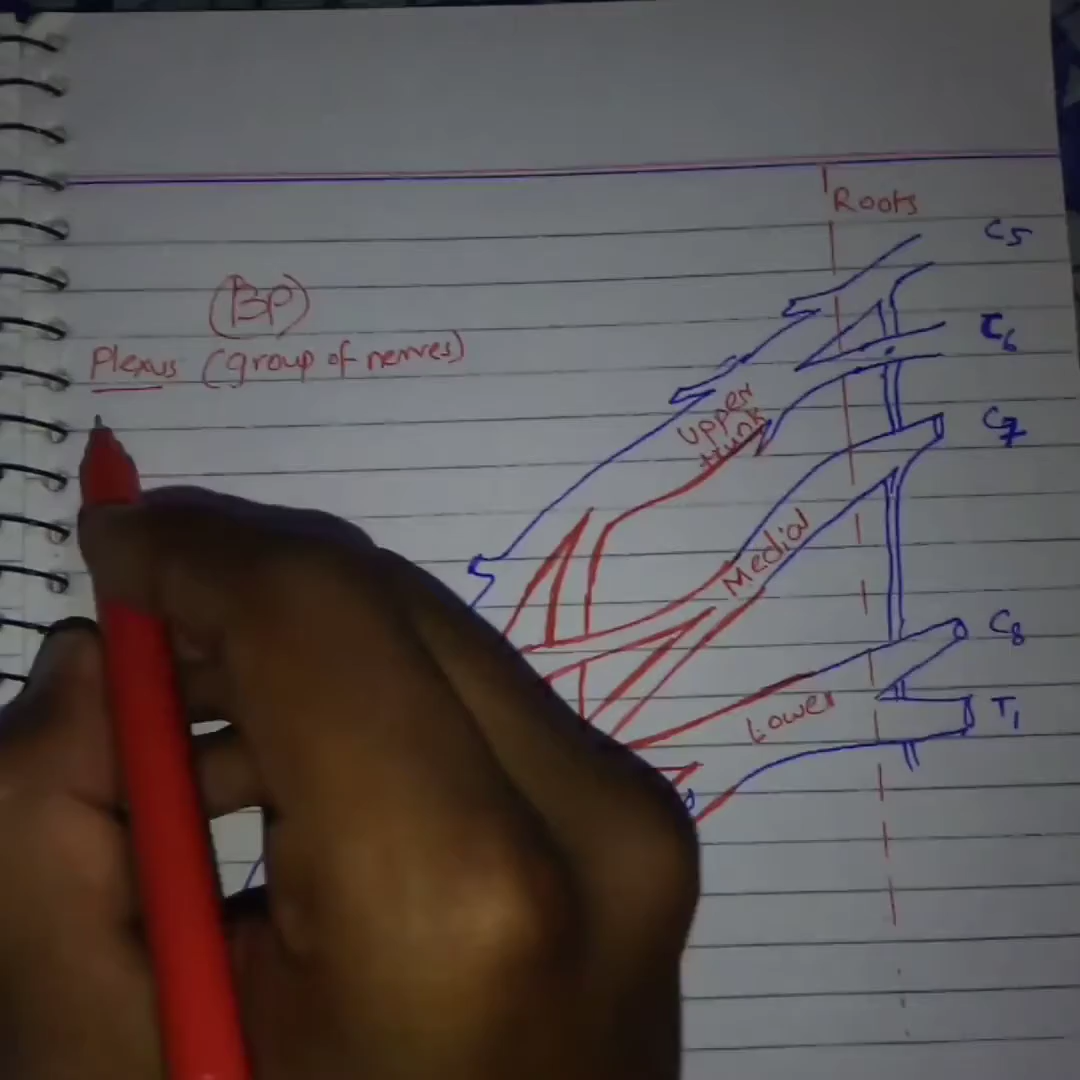 Roots
C5
(BP)
C6
Plexus (group of nerves)
Upper
trunk
C7
Medial
C8
Lower
T1